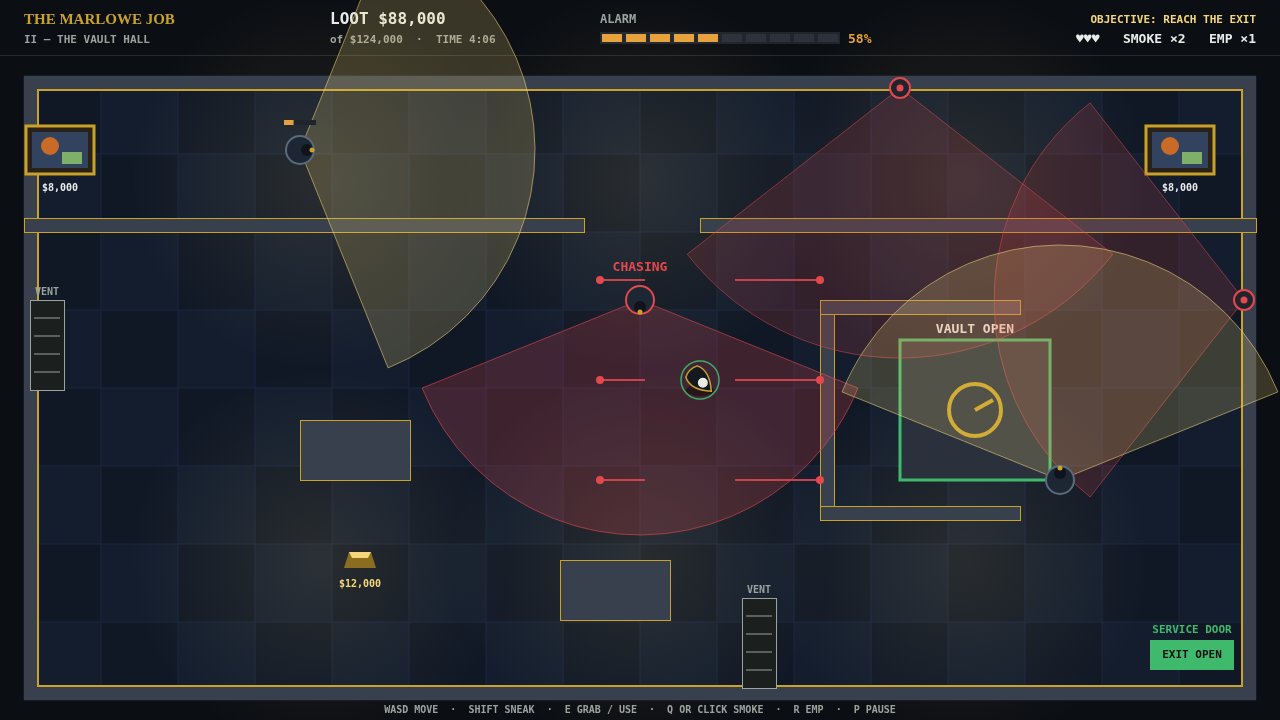 THE MARLOWE JOB
II — THE VAULT HALL
LOOT $88,000
of $124,000 · TIME 4:06
ALARM
58%
OBJECTIVE: REACH THE EXIT
♥♥♥ SMOKE ×2 EMP ×1
$8,000
$8,000
CHASING
VENT
VAULT OPEN
$12,000
VENT
SERVICE DOOR
EXIT OPEN
WASD MOVE · SHIFT SNEAK · E GRAB / USE · Q OR CLICK SMOKE · R EMP · P PAUSE